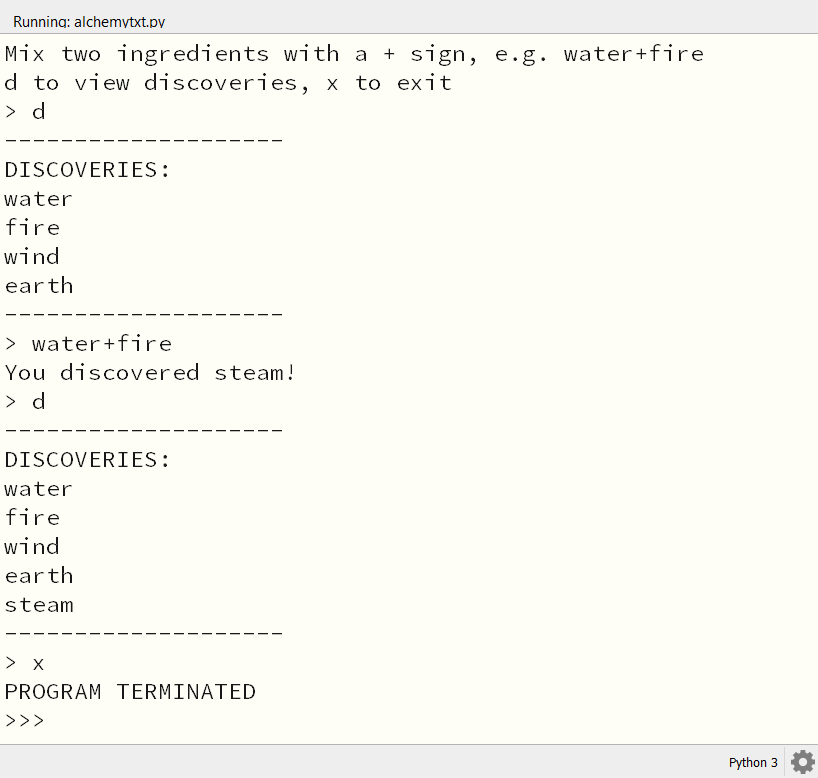 Running: alchemytxt.py
Mix two ingredients with a + sign, e.g. water+fire
d to view discoveries, x to exit
> d
--------------------
DISCOVERIES:
water
fire
wind
earth
--------------------
> water+fire
You discovered steam!
> d
--------------------
DISCOVERIES:
water
fire
wind
earth
steam
--------------------
> x
PROGRAM TERMINATED
>>>
Python 3